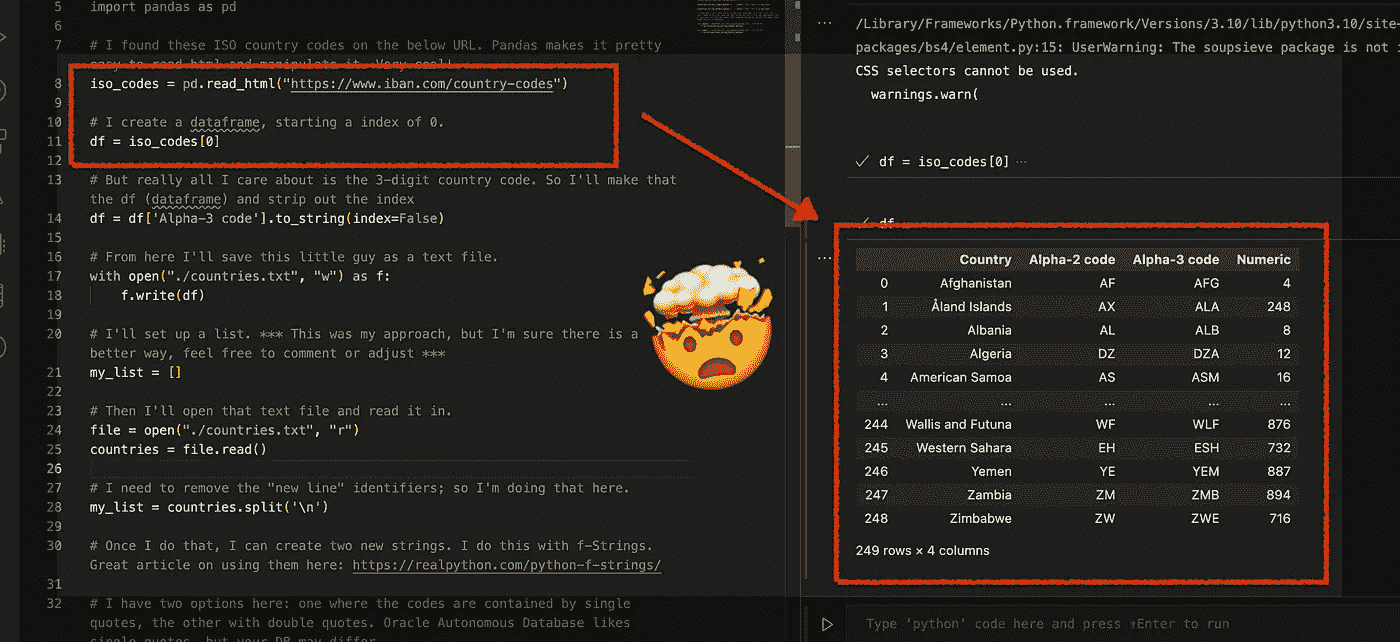 5 import pandas as pd
6
7 # I found these ISO country codes on the below URL. Pandas makes it pretty
easy to read html and manipulate it. Very cool!
8 iso_codes = pd.read_html("https://www.iban.com/country-codes")
9
10 # I create a dataframe, starting a index of 0.
11 df = iso_codes[0]
12
13 # But really all I care about is the 3-digit country code. So I'll make that
the df (dataframe) and strip out the index
14 df = df['Alpha-3 code'].to_string(index=False)
15
16 # From here I'll save this little guy as a text file.
17 with open("./countries.txt", "w") as f:
18 f.write(df)
19
20 # I'll set up a list. *** This was my approach, but I'm sure there is a
better way, feel free to comment or adjust ***
21 my_list = []
22
23 # Then I'll open that text file and read it in.
24 file = open("./countries.txt", "r")
25 countries = file.read()
26
27 # I need to remove the "new line" identifiers; so I'm doing that here.
28 my_list = countries.split('\n')
29
30 # Once I do that, I can create two new strings. I do this with f-Strings.
Great article on using them here: https://realpython.com/python-f-strings/
31
32 # I have two options here: one where the codes are contained by single
quotes, the other with double quotes. Oracle Autonomous Database likes
single quotes, but your DB may differ.
/Library/Frameworks/Python.framework/Versions/3.10/lib/python3.10/site-
packages/bs4/element.py:15: UserWarning: The soupsieve package is not
CSS selectors cannot be used.
warnings.warn(
df = iso_codes[0] ...
df
Country Alpha-2 code Alpha-3 code Numeric
0 Afghanistan AF AFG 4
1 Åland Islands AX ALA 248
2 Albania AL ALB 8
3 Algeria DZ DZA 12
4 American Samoa AS ASM 16
... ... ... ... ...
244 Wallis and Futuna WF WLF 876
245 Western Sahara EH ESH 732
246 Yemen YE YEM 887
247 Zambia ZM ZMB 894
248 Zimbabwe ZW ZWE 716
249 rows × 4 columns
Type 'python' code here and press ⇧Enter to run